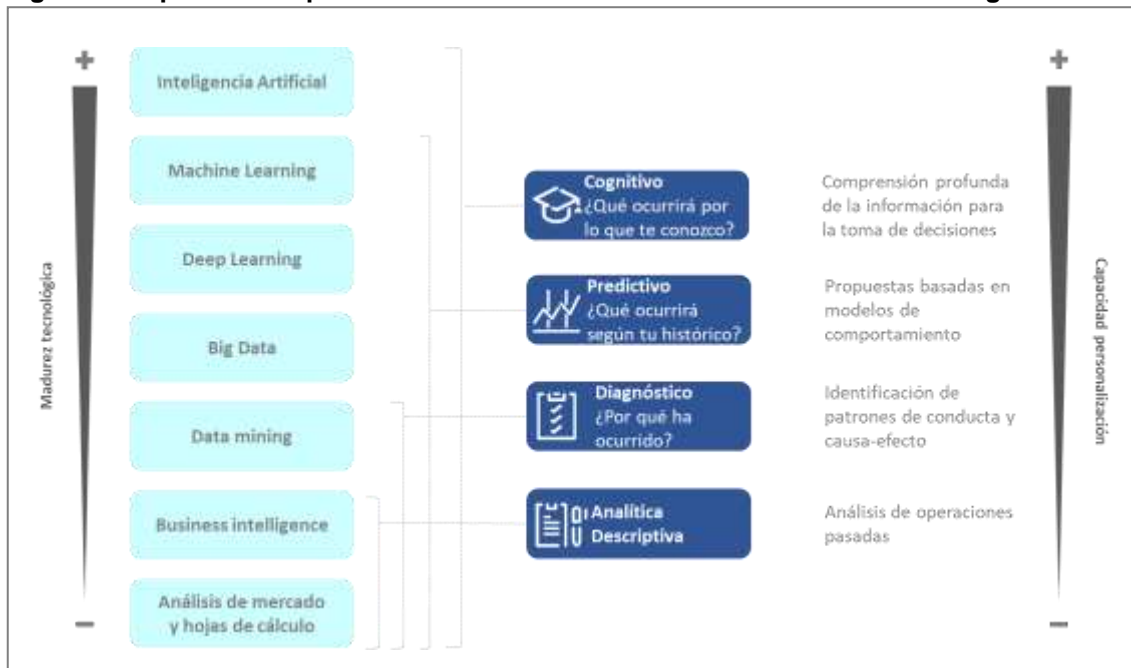 Inteligencia Artificial
Machine Learning
Deep Learning
Big Data
Data mining
Business intelligence
Análisis de mercado
y hojas de cálculo
Madurez tecnológica
Cognitivo
¿Qué ocurrirá por
lo que te conozco?
Comprensión profunda
de la información para
la toma de decisiones
Predictivo
¿Qué ocurrirá
según tu histórico?
Propuestas basadas en
modelos de
comportamiento
Diagnóstico
¿Por qué ha
ocurrido?
Identificación de
patrones de conducta y
causa-efecto
Analítica
Descriptiva
Análisis de operaciones
pasadas
Capacidad personalización